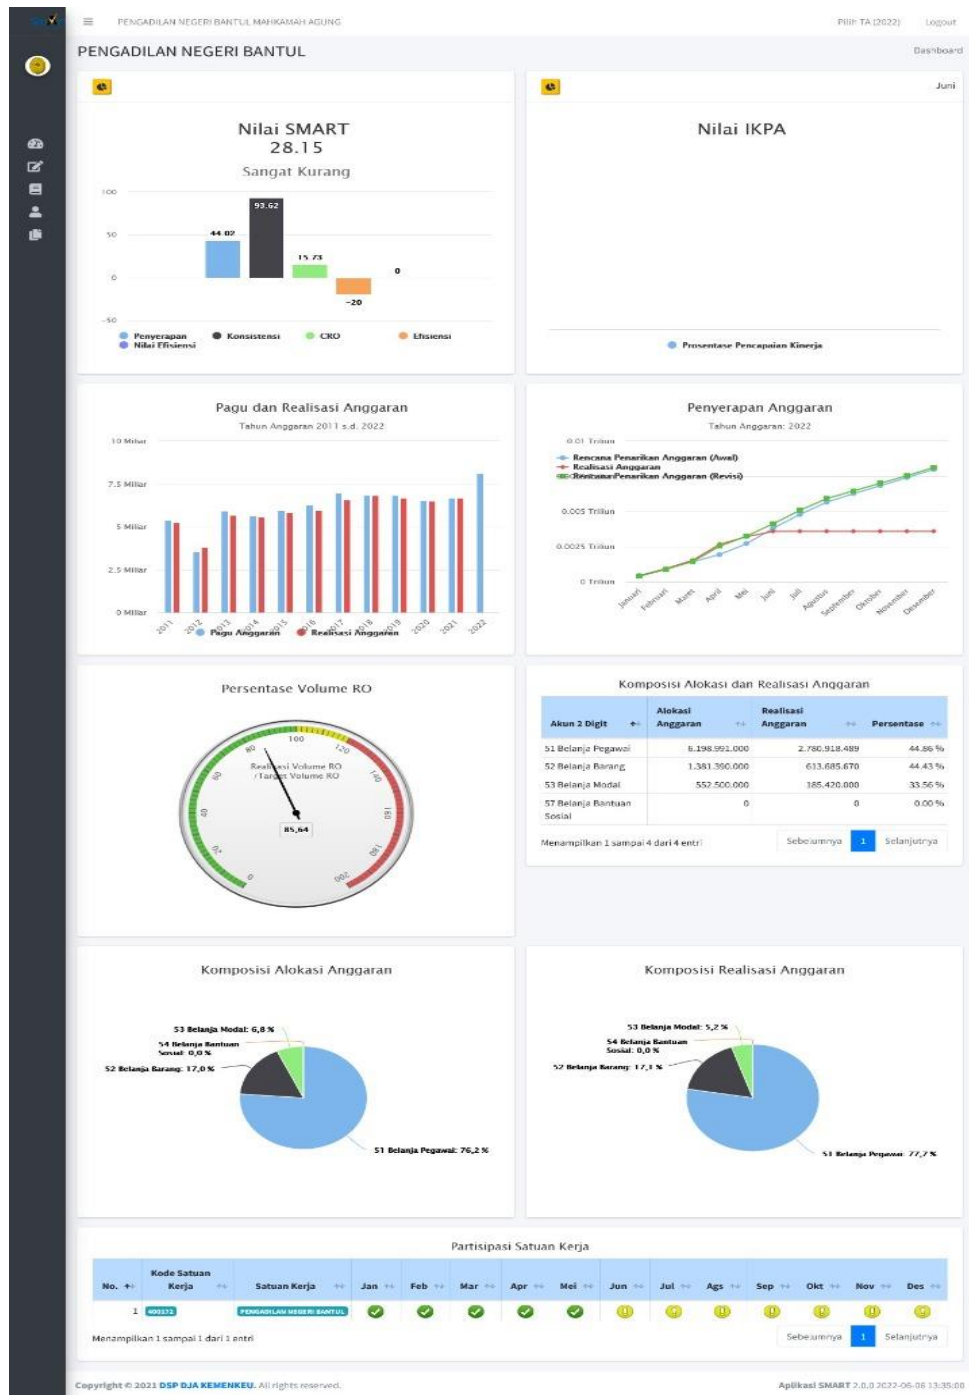 PENGADILAN NEGERI BANTUL MAHKAMAH AGUNG
Pilih TA (2022)
Logout
PENGADILAN NEGERI BANTUL
Dashboard
Nilai SMART
28.15
Sangat Kurang
100
50
0
-50
44.02
93.62
15.73
-20
0
Penyerapan
Konsistensi
CRO
Efisiensi
Nilai Efisiensi
Juni
Nilai IKPA
Prosentase Pencapaian Kinerja
Pagu dan Realisasi Anggaran
Tahun Anggaran 2011 s.d. 2022
10 Miliar
7.5 Miliar
5 Miliar
2.5 Miliar
0 Miliar
2011
2012
2013
2014
2015
2016
2017
2018
2019
2020
2021
2022
Pagu Anggaran
Realisasi Anggaran
Penyerapan Anggaran
Tahun Anggaran: 2022
0.01 Triliun
Rencana Penarikan Anggaran (Awal)
Realisasi Anggaran
Rencana Penarikan Anggaran (Revisi)
0.005 Triliun
0.0025 Triliun
0 Triliun
Januari
Februari
Maret
April
Mei
Juni
Juli
Agustus
September
Oktober
November
Desember
Persentase Volume RO
0
20
40
60
80
100
120
140
160
180
200
Realisasi Volume RO
/Target Volume RO
85,64
Komposisi Alokasi dan Realisasi Anggaran
Akun 2 Digit
Alokasi Anggaran
Realisasi Anggaran
Persentase
51 Belanja Pegawai 6.198.991.000 2.780.918.489 44.86 %
52 Belanja Barang 1.381.390.000 613.685.670 44.43 %
53 Belanja Modal 552.500.000 185.420.000 33.56 %
57 Belanja Bantuan Sosial 0 0 0.00 %
Menampilkan 1 sampai 4 dari 4 entri
Sebelumnya 1 Selanjutnya
Komposisi Alokasi Anggaran
53 Belanja Modal: 6,8 %
54 Belanja Bantuan
Sosial: 0,0 %
52 Belanja Barang: 17,0 %
51 Belanja Pegawai: 76,2 %
Komposisi Realisasi Anggaran
53 Belanja Modal: 5,2 %
54 Belanja Bantuan
Sosial: 0,0 %
52 Belanja Barang: 17,1 %
51 Belanja Pegawai: 77,7 %
Partisipasi Satuan Kerja
No. Kode Satuan Kerja Satuan Kerja Jan Feb Mar Apr Mei Jun Jul Ags Sep Okt Nov Des
1 400172 PENGADILAN NEGERI BANTUL
Menampilkan 1 sampai 1 dari 1 entri
Sebelumnya 1 Selanjutnya
Copyright © 2021 DSP DJA KEMENKEU. All rights reserved.
Aplikasi SMART 2.0.0 2022-06-06 13:35:00